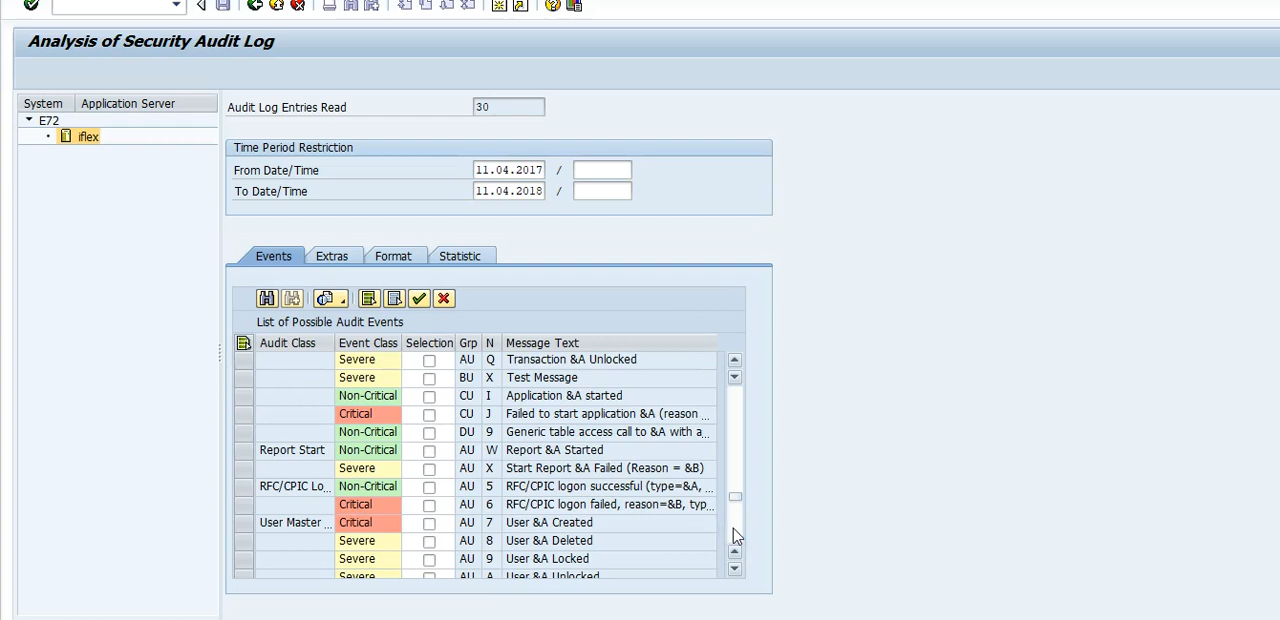 Analysis of Security Audit Log
System Application Server
E72
iflex
Audit Log Entries Read 30
Time Period Restriction
From Date/Time 11.04.2017 /
To Date/Time 11.04.2018 /
Events Extras Format Statistic
List of Possible Audit Events
Audit Class Event Class Selection Grp N Message Text
Severe AU Q Transaction &A Unlocked
Severe BU X Test Message
Non-Critical CU I Application &A started
Critical CU J Failed to start application &A (reason ...
Non-Critical DU 9 Generic table access call to &A with a...
Report Start Non-Critical AU W Report &A Started
Severe AU X Start Report &A Failed (Reason = &B)
RFC/CPIC Lo... Non-Critical AU 5 RFC/CPIC logon successful (type=&A, ...
Critical AU 6 RFC/CPIC logon failed, reason=&B, typ...
User Master ... Critical AU 7 User &A Created
Severe AU 8 User &A Deleted
Severe AU 9 User &A Locked
Severe AU A User &A Unlocked